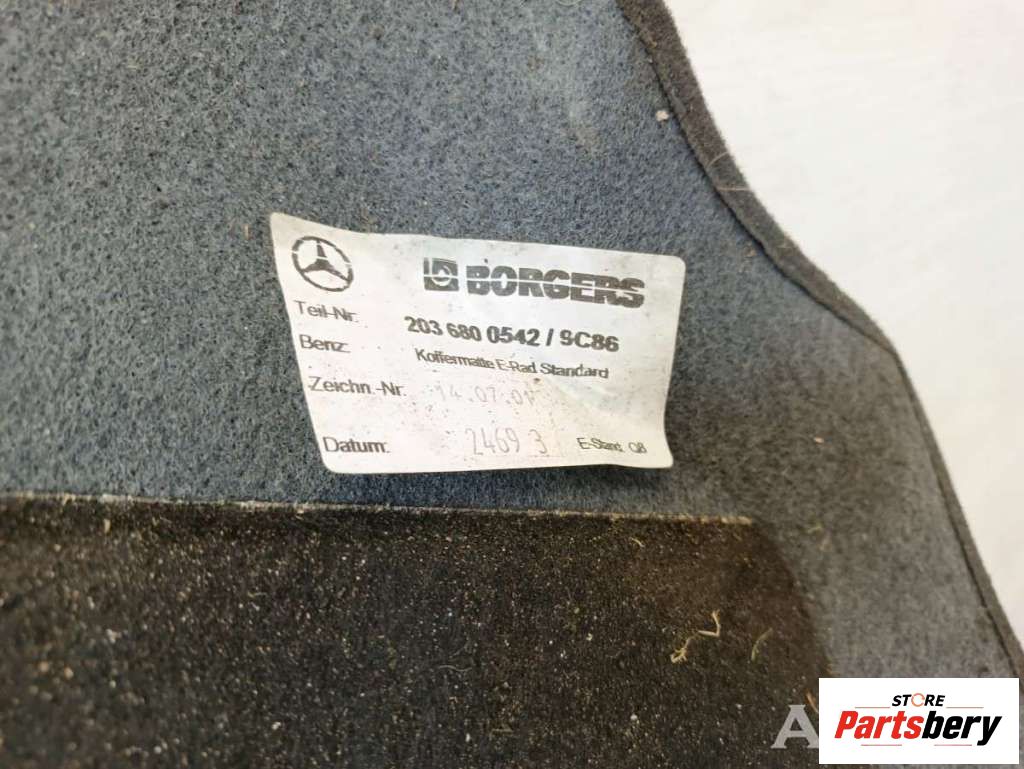 BORGERS
Teil-Nr. 203 680 0542 / 9C86
Benz: Koffermatte E-Rad Standard
Zeichn.-Nr. 14.07.01
Datum: 2469 3 E-Stand. QB
STORE
A Partsbery